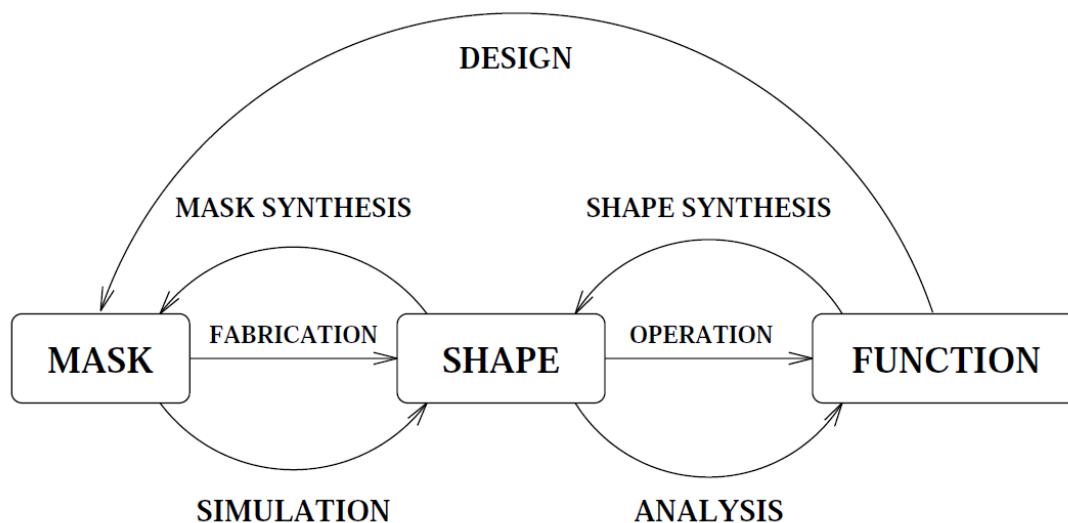 DESIGN
MASK SYNTHESIS
SHAPE SYNTHESIS
FABRICATION
OPERATION
MASK
SHAPE
FUNCTION
SIMULATION
ANALYSIS